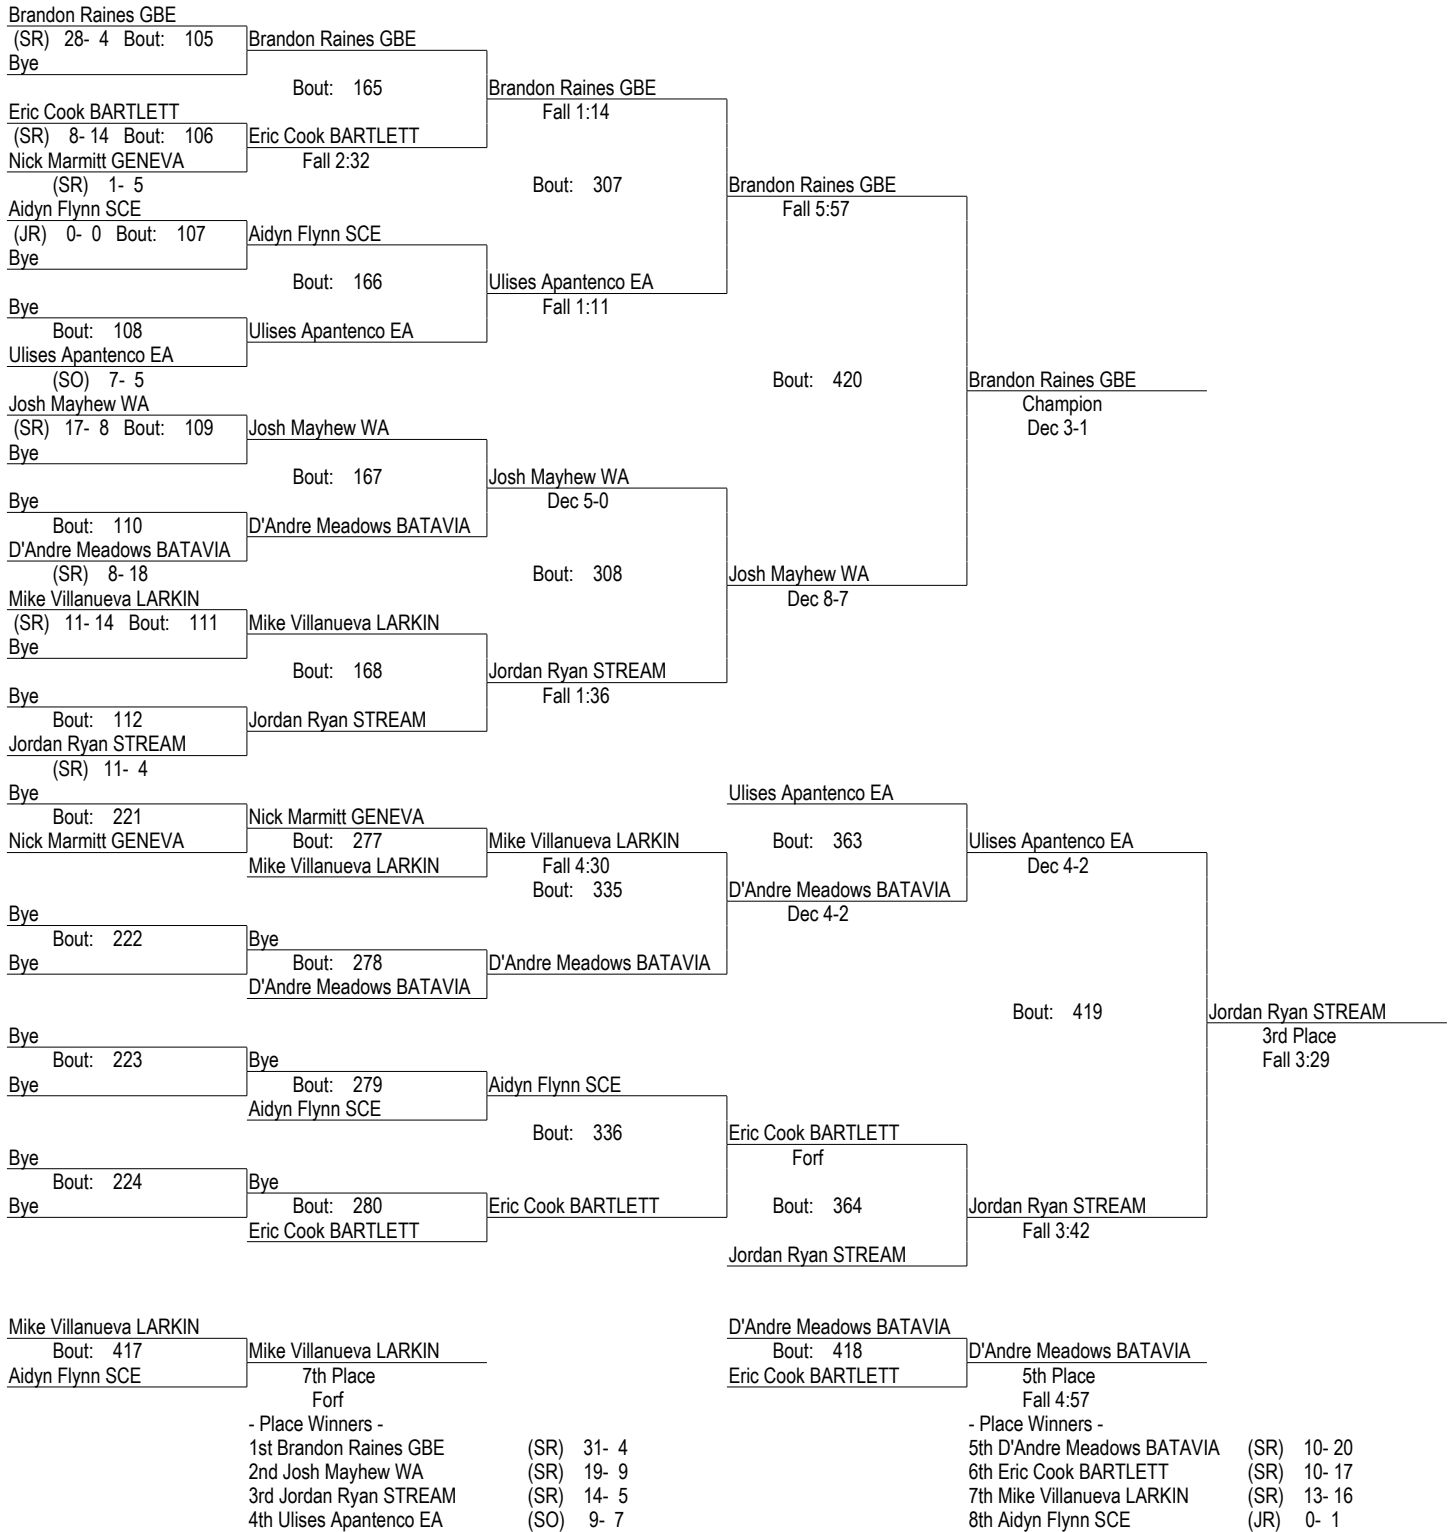 Brandon Raines GBE
(SR) 28- 4 Bout: 105 Brandon Raines GBE
Bye
Bout: 165 Brandon Raines GBE
Eric Cook BARTLETT Fall 1:14
(SR) 8- 14 Bout: 106 Eric Cook BARTLETT
Nick Marmitt GENEVA Fall 2:32
(SR) 1- 5 Bout: 307 Brandon Raines GBE
Aidyn Flynn SCE Fall 5:57
(JR) 0- 0 Bout: 107 Aidyn Flynn SCE
Bye
Bout: 166 Ulises Apantenco EA
Bye Fall 1:11
Bout: 108 Ulises Apantenco EA
Ulises Apantenco EA
(SO) 7- 5 Bout: 420 Brandon Raines GBE
Josh Mayhew WA Champion
(SR) 17- 8 Bout: 109 Josh Mayhew WA Dec 3-1
Bye
Bout: 167 Josh Mayhew WA
Bye Dec 5-0
Bout: 110 D'Andre Meadows BATAVIA
D'Andre Meadows BATAVIA
(SR) 8- 18 Bout: 308 Josh Mayhew WA
Mike Villanueva LARKIN Dec 8-7
(SR) 11- 14 Bout: 111 Mike Villanueva LARKIN
Bye
Bout: 168 Jordan Ryan STREAM
Bye Fall 1:36
Bout: 112 Jordan Ryan STREAM
Jordan Ryan STREAM
(SR) 11- 4
Bye Ulises Apantenco EA
Bout: 221 Nick Marmitt GENEVA
Nick Marmitt GENEVA Bout: 277 Mike Villanueva LARKIN Bout: 363 Ulises Apantenco EA
Mike Villanueva LARKIN Fall 4:30 Dec 4-2
Bout: 335 D'Andre Meadows BATAVIA
Bye Dec 4-2
Bout: 222 Bye
Bye Bout: 278 D'Andre Meadows BATAVIA
D'Andre Meadows BATAVIA
Bout: 419 Jordan Ryan STREAM
Bye 3rd Place
Bout: 223 Bye Fall 3:29
Bye Bout: 279 Aidyn Flynn SCE
Aidyn Flynn SCE
Bout: 336 Eric Cook BARTLETT
Bye Forf
Bout: 224 Bye
Bye Bout: 280 Eric Cook BARTLETT Bout: 364 Jordan Ryan STREAM
Eric Cook BARTLETT Fall 3:42
Jordan Ryan STREAM
Mike Villanueva LARKIN D'Andre Meadows BATAVIA
Bout: 417 Mike Villanueva LARKIN Bout: 418 D'Andre Meadows BATAVIA
Aidyn Flynn SCE 7th Place Eric Cook BARTLETT 5th Place
Forf Fall 4:57
- Place Winners - - Place Winners -
1st Brandon Raines GBE (SR) 31- 4 5th D'Andre Meadows BATAVIA (SR) 10- 20
2nd Josh Mayhew WA (SR) 19- 9 6th Eric Cook BARTLETT (SR) 10- 17
3rd Jordan Ryan STREAM (SR) 14- 5 7th Mike Villanueva LARKIN (SR) 13- 16
4th Ulises Apantenco EA (SO) 9- 7 8th Aidyn Flynn SCE (JR) 0- 1